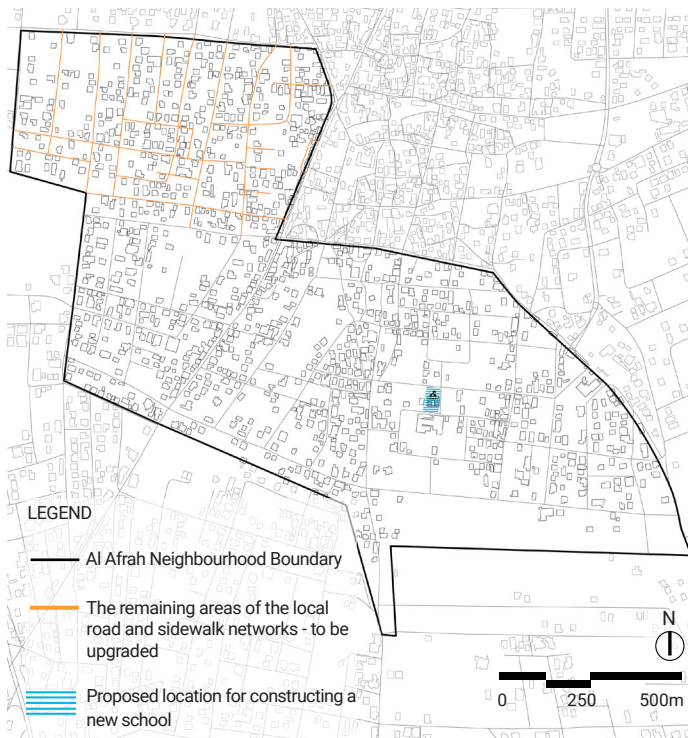 LEGEND
Al Afrah Neighbourhood Boundary
The remaining areas of the local
road and sidewalk networks - to be
upgraded
Proposed location for constructing a
new school
N
0 250 500m